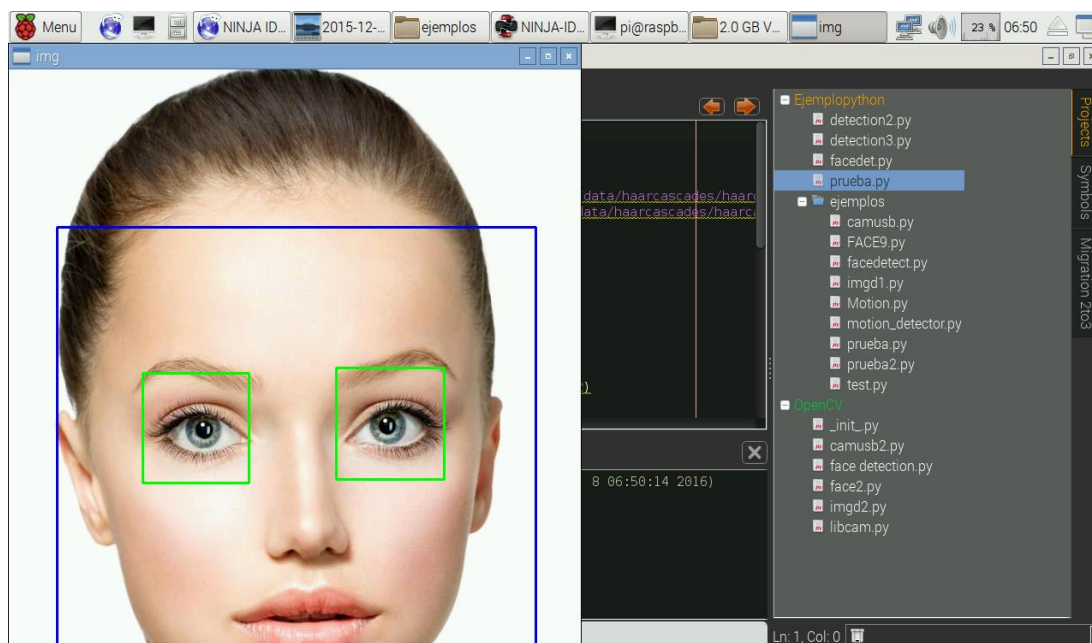 Menu
NINJA ID...
2015-12-...
ejemplos
NINJA-ID...
pi@raspb...
2.0 GB V...
img
23 %
06:50
img
Ejemplopython
detection2.py
detection3.py
facedet.py
prueba.py
ejemplos
camusb.py
FACE9.py
facedetect.py
imgd1.py
Motion.py
motion_detector.py
prueba.py
prueba2.py
test.py
OpenCV
_init_.py
camusb2.py
face detection.py
face2.py
imgd2.py
libcam.py
Projects
Symbols
Migration 2to3
/data/haarcascades/haarc
data/haarcascades/haarca
8 06:50:14 2016)
Ln: 1, Col: 0